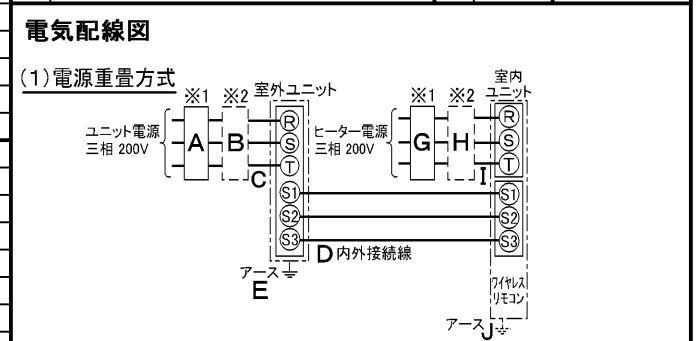 電気配線図
(1)電源重畳方式
※1 ※2 室外ユニット
ユニット電源
三相 200V
A B
C
R
S
T
S1
S2
S3
D 内外接続線
アース
E
※1 ※2 室内
ユニット
ヒーター電源
三相 200V
G H
I
R
S
T
S1
S2
S3
ワイヤレス
リモコン
アース J